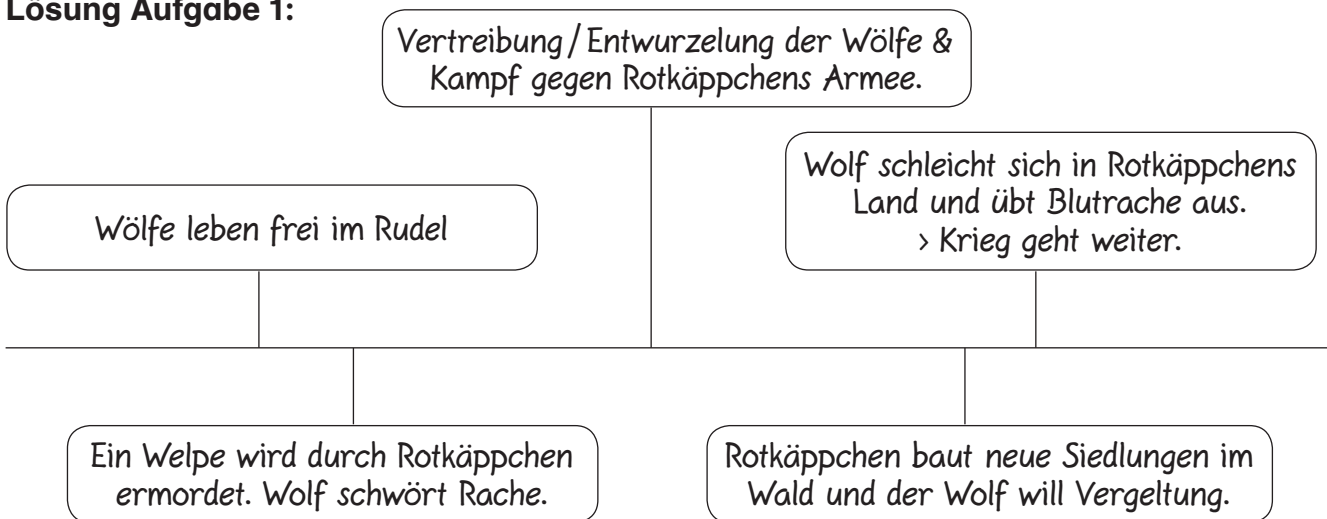 Lösung Aufgabe 1:
Vertreibung / Entwurzelung der Wölfe &
Kampf gegen Rotkäppchens Armee.
Wolf schleicht sich in Rotkäppchens
Land und übt Blutrache aus.
› Krieg geht weiter.
Wölfe leben frei im Rudel
Ein Welpe wird durch Rotkäppchen
ermordet. Wolf schwört Rache.
Rotkäppchen baut neue Siedlungen im
Wald und der Wolf will Vergeltung.